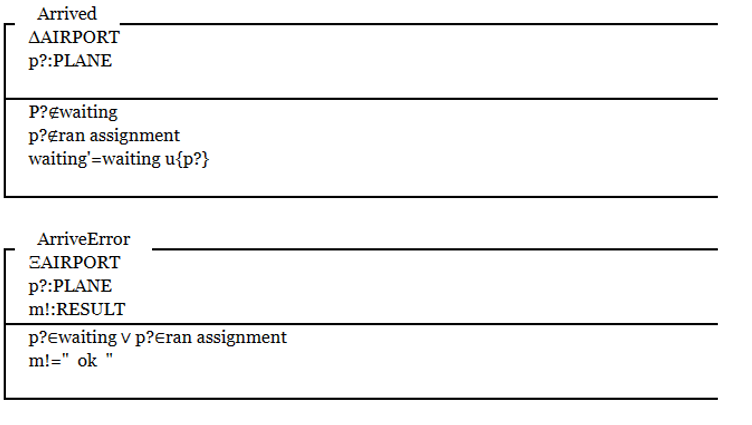 Arrived
ΔAIRPORT
p?:PLANE
P?∉waiting
p?∉ran assignment
waiting'=waiting u{p?}
ArriveError
ΞAIRPORT
p?:PLANE
m!:RESULT
p?∈waiting ∨ p?∈ran assignment
m!=" ok "